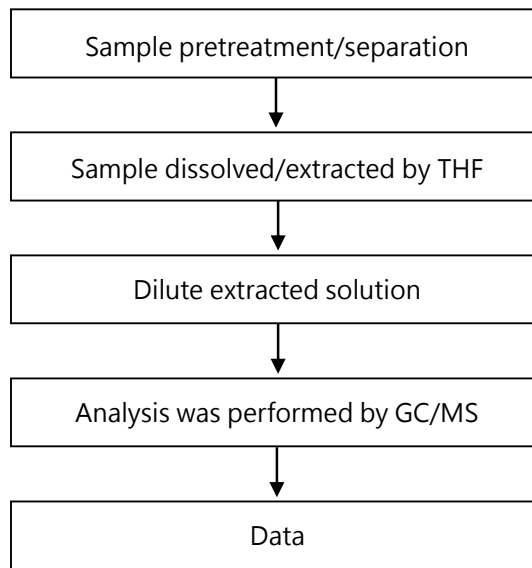 Sample pretreatment/separation
Sample dissolved/extracted by THF
Dilute extracted solution
Analysis was performed by GC/MS
Data